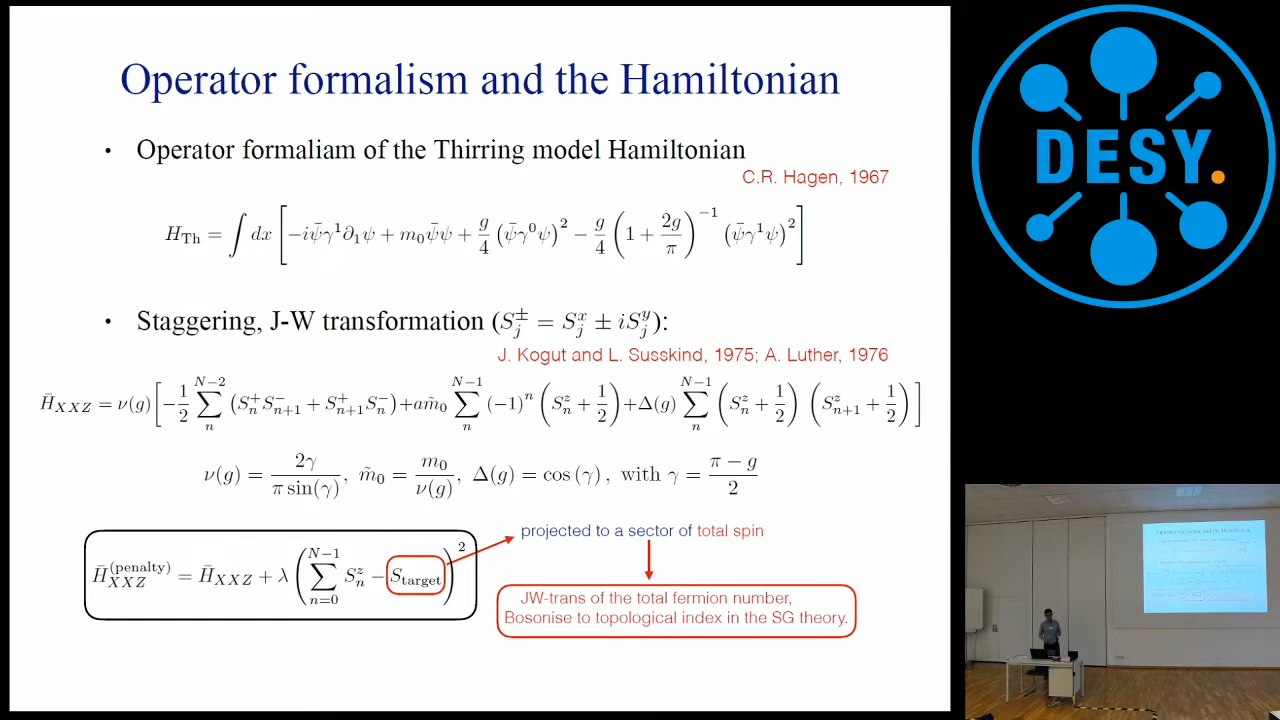 Operator formalism and the Hamiltonian
• Operator formaliam of the Thirring model Hamiltonian
C.R. Hagen, 1967
H_Th = ∫ dx [ −iψ̄γ¹∂₁ψ + m₀ψ̄ψ + g/4 (ψ̄γ⁰ψ)² − g/4 (1 + 2g/π)⁻¹ (ψ̄γ¹ψ)² ]
• Staggering, J-W transformation (S_j^± = S_j^x ± iS_j^y):
J. Kogut and L. Susskind, 1975; A. Luther, 1976
H̄_XXZ = ν(g)[ −1/2 ∑_n^{N−2} (S_n^+ S_{n+1}^− + S_{n+1}^+ S_n^−) + am̃₀ ∑_n^{N−1} (−1)^n (S_n^z + 1/2) + Δ(g) ∑_n^{N−1} (S_n^z + 1/2) (S_{n+1}^z + 1/2) ]
ν(g) = 2γ/(π sin(γ)), m̃₀ = m₀/ν(g), Δ(g) = cos (γ), with γ = (π − g)/2
projected to a sector of total spin
H̄_XXZ^(penalty) = H̄_XXZ + λ ( ∑_{n=0}^{N−1} S_n^z − S_target )²
JW-trans of the total fermion number,
Bosonise to topological index in the SG theory.
DESY.